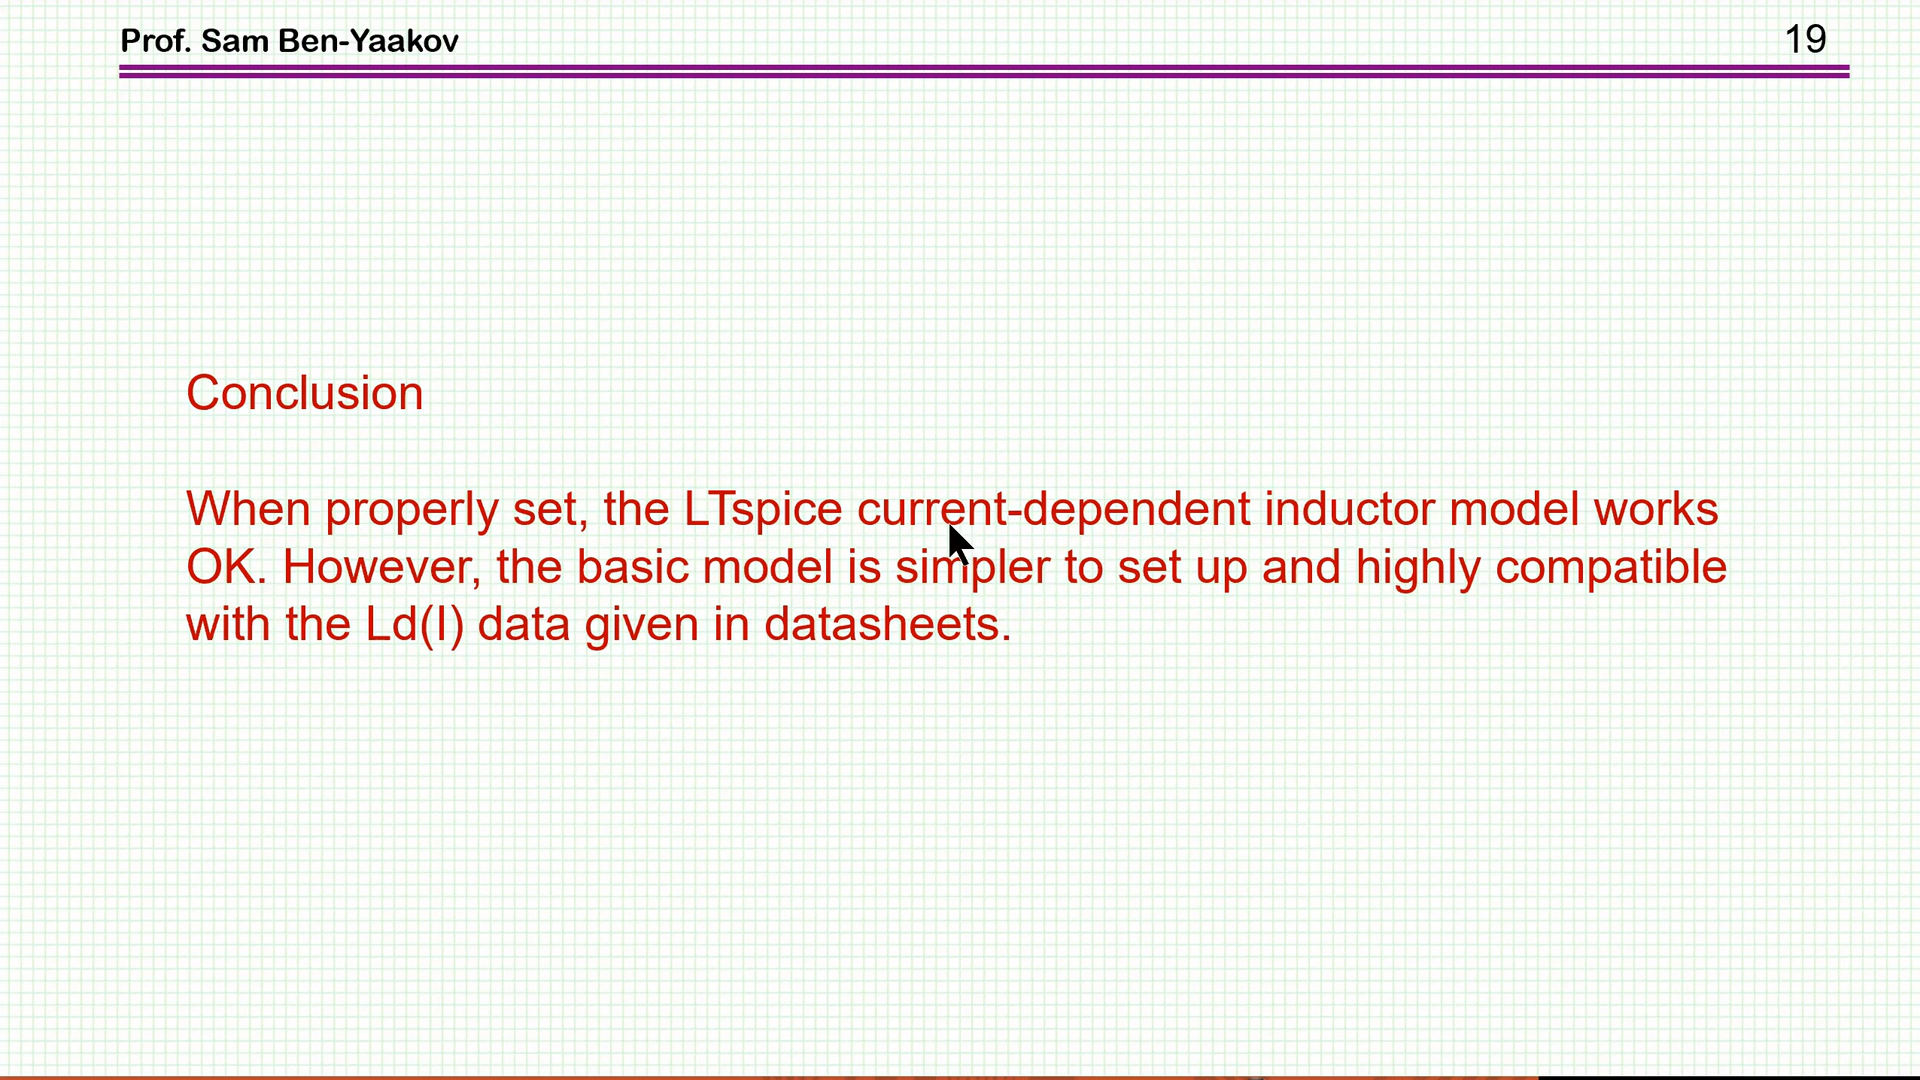 Prof. Sam Ben-Yaakov
19
Conclusion
When properly set, the LTspice current-dependent inductor model works
OK. However, the basic model is simpler to set up and highly compatible
with the Ld(I) data given in datasheets.